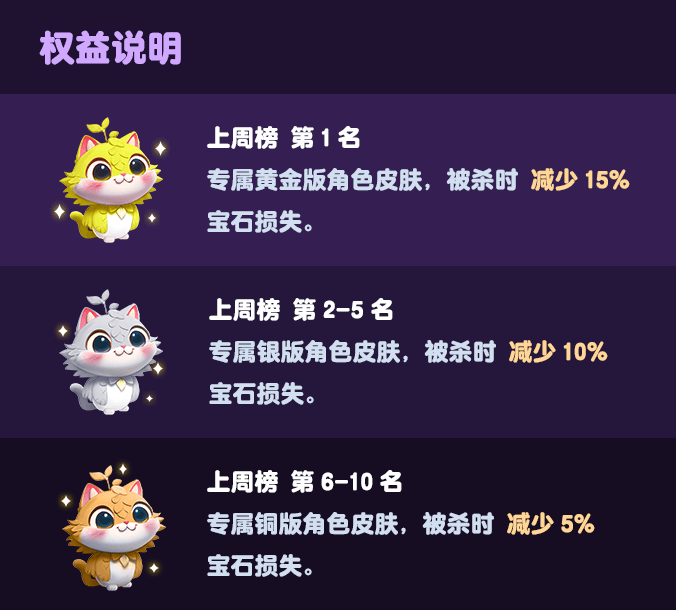 权益说明
上周榜 第 1 名
专属黄金版角色皮肤，被杀时 减少 15%
宝石损失。
上周榜 第 2-5 名
专属银版角色皮肤，被杀时 减少 10%
宝石损失。
上周榜 第 6-10 名
专属铜版角色皮肤，被杀时 减少 5%
宝石损失。